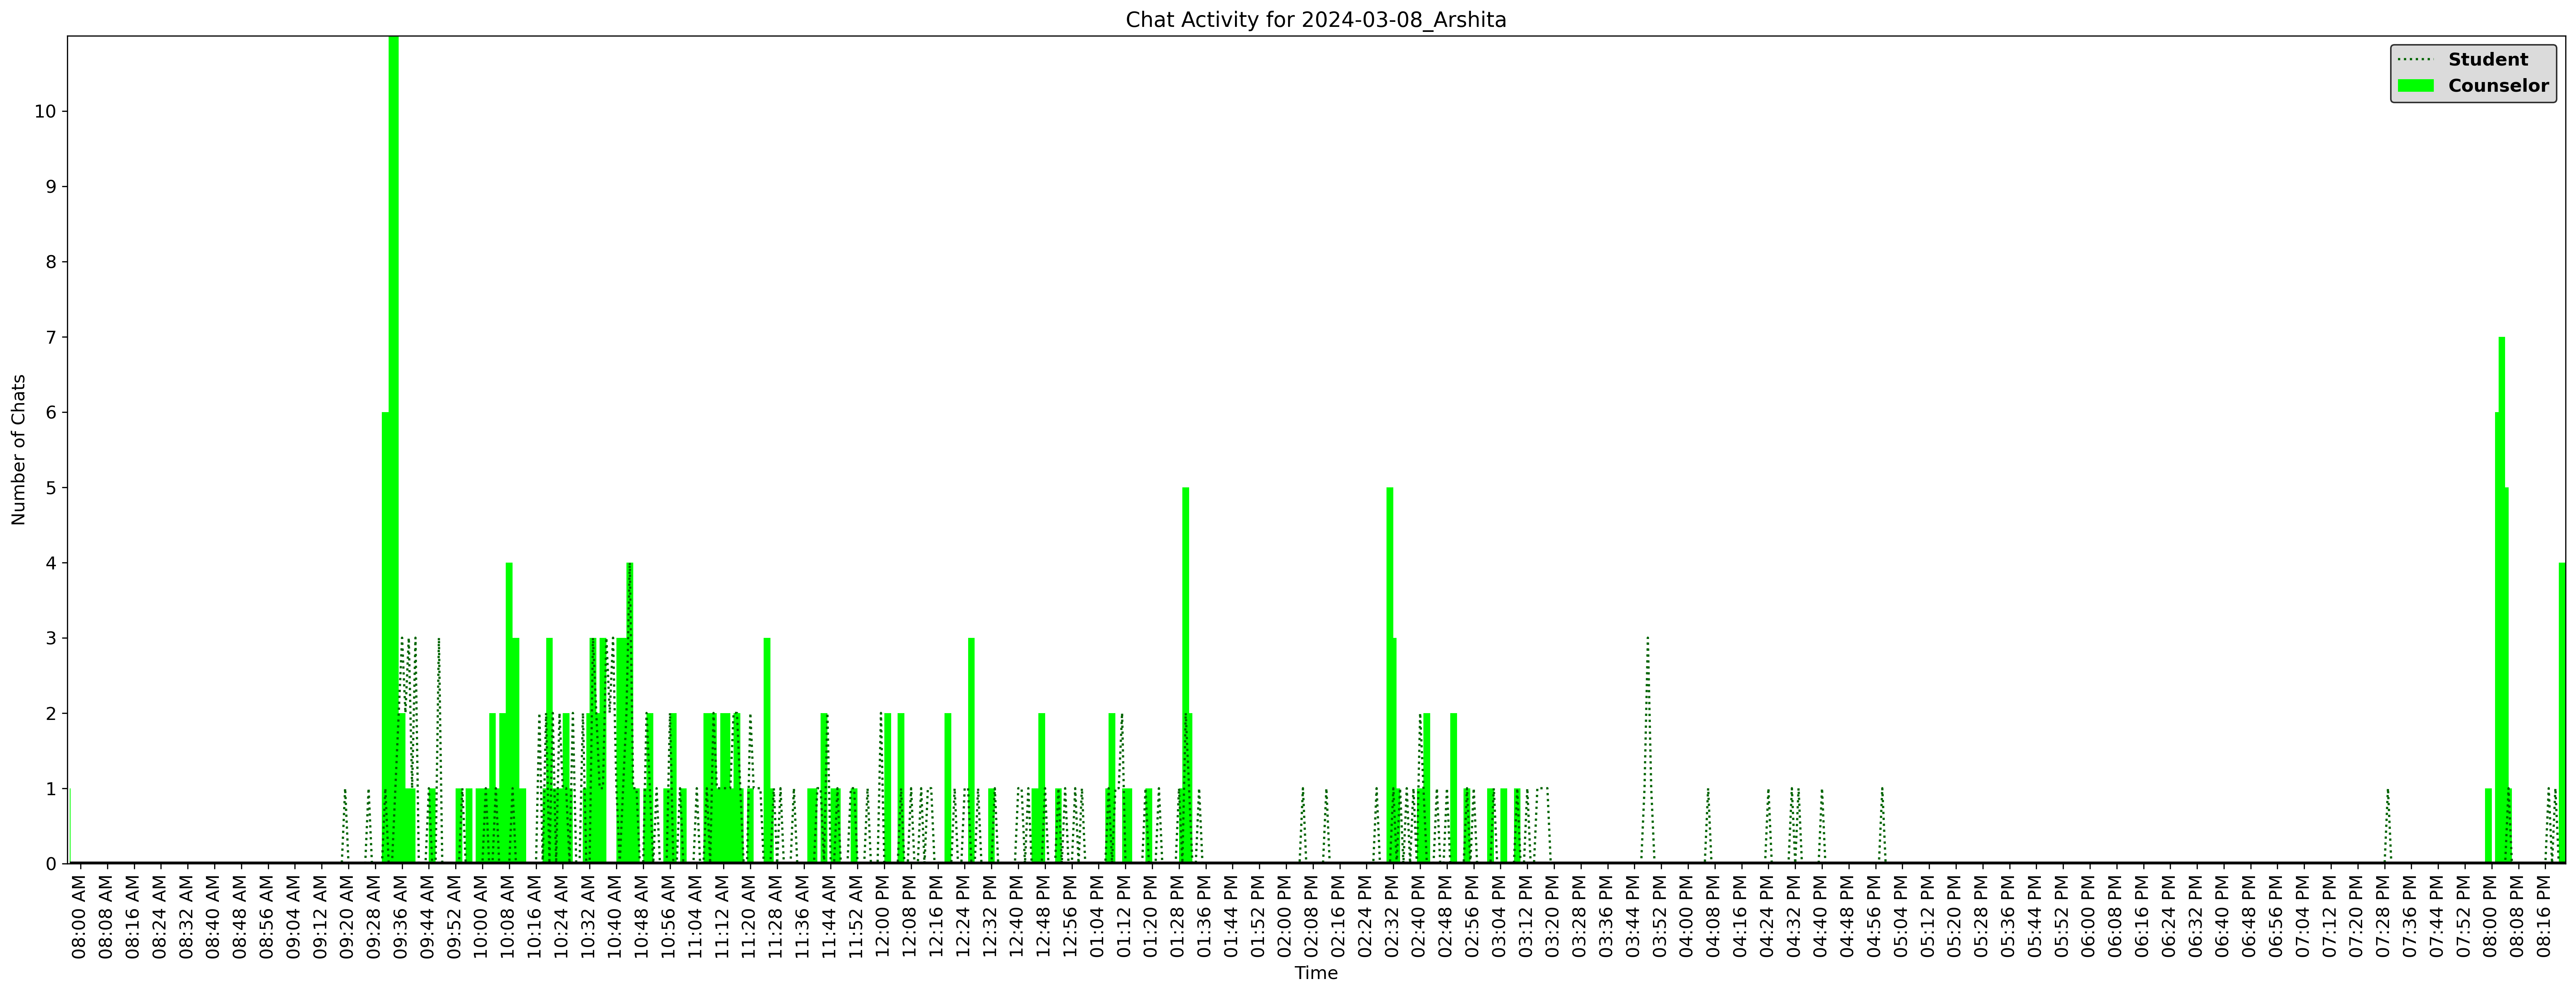 Chat Activity for 2024-03-08_Arshita
Student
Counselor
10
9
8
7
6
5
4
3
2
1
0
Number of Chats
08:00 AM
08:08 AM
08:16 AM
08:24 AM
08:32 AM
08:40 AM
08:48 AM
08:56 AM
09:04 AM
09:12 AM
09:20 AM
09:28 AM
09:36 AM
09:44 AM
09:52 AM
10:00 AM
10:08 AM
10:16 AM
10:24 AM
10:32 AM
10:40 AM
10:48 AM
10:56 AM
11:04 AM
11:12 AM
11:20 AM
11:28 AM
11:36 AM
11:44 AM
11:52 AM
12:00 PM
12:08 PM
12:16 PM
12:24 PM
12:32 PM
12:40 PM
12:48 PM
12:56 PM
01:04 PM
01:12 PM
01:20 PM
01:28 PM
01:36 PM
01:44 PM
01:52 PM
02:00 PM
02:08 PM
02:16 PM
02:24 PM
02:32 PM
02:40 PM
02:48 PM
02:56 PM
03:04 PM
03:12 PM
03:20 PM
03:28 PM
03:36 PM
03:44 PM
03:52 PM
04:00 PM
04:08 PM
04:16 PM
04:24 PM
04:32 PM
04:40 PM
04:48 PM
04:56 PM
05:04 PM
05:12 PM
05:20 PM
05:28 PM
05:36 PM
05:44 PM
05:52 PM
06:00 PM
06:08 PM
06:16 PM
06:24 PM
06:32 PM
06:40 PM
06:48 PM
06:56 PM
07:04 PM
07:12 PM
07:20 PM
07:28 PM
07:36 PM
07:44 PM
07:52 PM
08:00 PM
08:08 PM
08:16 PM
Time